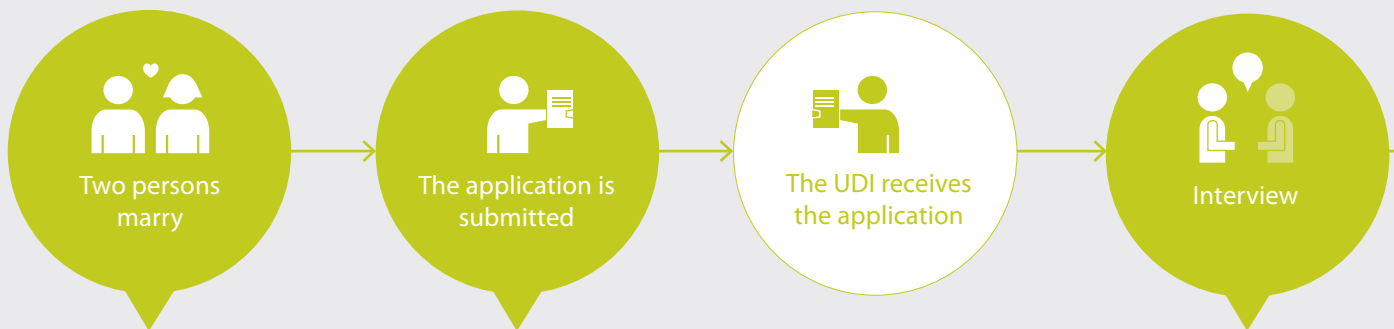 Two persons
marry
The application is
submitted
The UDI receives
the application
Interview